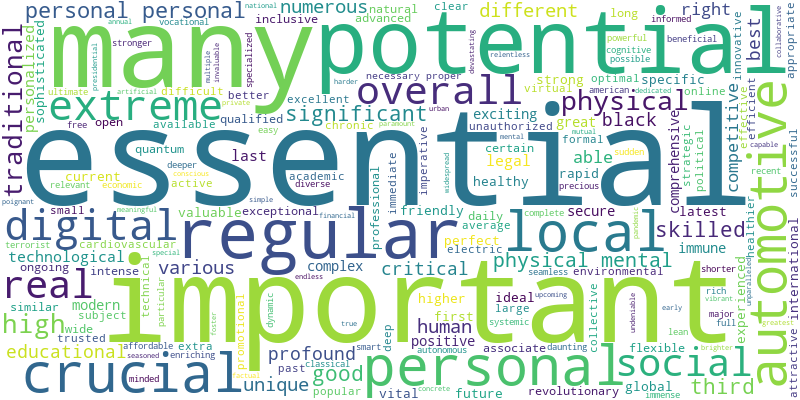 personal personal
numerous
inclusive
natural
advanced
clear
different
long
national
informed
right
annual
vocational
stronger
many
potential
best
innovative
appropriate
collaborative
traditional
personalized
sophisticated
ultimate
presidential
artificial
multiple
invaluable
specialized
difficult
better
necessary proper
excellent
harder
devastating
relentless
strong
virtual
powerful
cognitive
possible
optimal
american
dedicated
beneficial
specific
online
extreme
overall
significant
physical
black
exciting
unauthorized
great
competitive
efficient
effective
automotive
free
open
available
qualified
private
easy
chronic
paramount
urban
certain
formal
mutual
mental
legal
able
sudden
rapid
precious
widespread
comprehensive
strategic
political
recent
capable
successful
essential
quantum
last
deeper
current
relevant
economic
active
conscious
academic
diverse
immediate
imperative
healthy
poignant
small
meaningful
valuable
exceptional
simple
financial
professional
friendly
daily
average
perfect
electric
complete
secure
pandemic
latest
skilled
immune
healthier
digital
regular
local
terrorist
cardiovascular
special
technological
ongoing
intense
various
endless
complex
critical
physical mental
seamless
environmental
shorter
unparalleled
experienced
attractive international
real
similar
modern
subject
technical
particular
important
higher
first
human
positive
ideal
large
systemic
upcoming
collective
undeniable
early
rich
vibrant
major
full
lean
greatest
high
wide
trusted
educational
affordable
seasoned
extra
enriching
minded
factual
promotional
dynamic
foster
true
profound
past
smart
classical
deep
autonomous
associate
daunting
concrete
flexible
immense
brighter
third
crucial
unique
good
popular
vital
personal
future
revolutionary
social
global